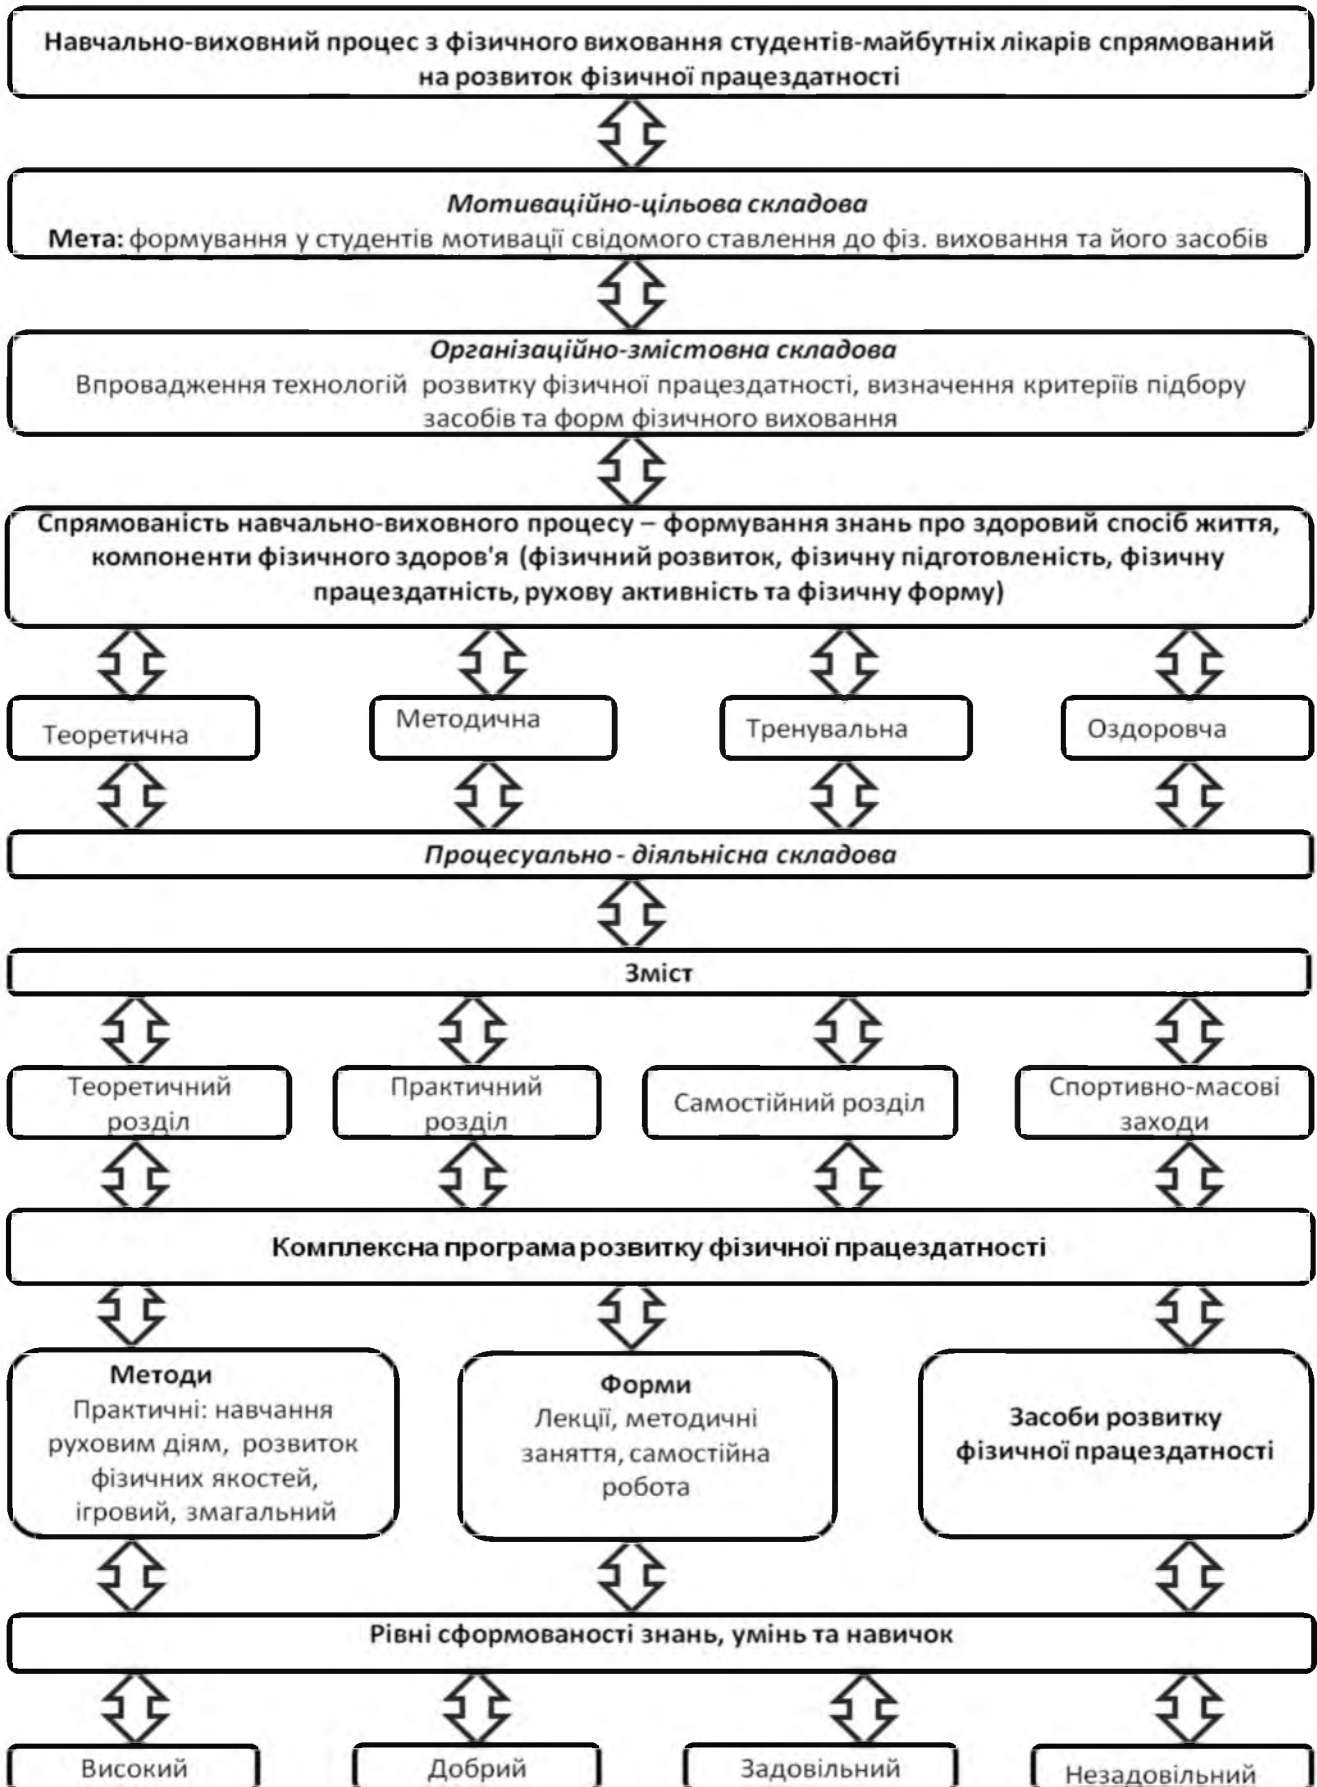 Навчально-виховний процес з фізичного виховання студентів-майбутніх лікарів спрямований
на розвиток фізичної працездатності
Мотиваційно-цільова складова
Мета: формування у студентів мотивації свідомого ставлення до фіз. виховання та його засобів
Організаційно-змістовна складова
Впровадження технологій розвитку фізичної працездатності, визначення критеріїв підбору
засобів та форм фізичного виховання
Спрямованість навчально-виховного процесу – формування знань про здоровий спосіб життя,
компоненти фізичного здоров'я (фізичний розвиток, фізичну підготовленість, фізичну
працездатність, рухову активність та фізичну форму)
Теоретична
Методична
Тренувальна
Оздоровча
Процесуально - діяльнісна складова
Зміст
Теоретичний
розділ
Практичний
розділ
Самостійний розділ
Спортивно-масові
заходи
Комплексна програма розвитку фізичної працездатності
Методи
Практичні: навчання
руховим діям, розвиток
фізичних якостей,
ігровий, змагальний
Форми
Лекції, методичні
заняття, самостійна
робота
Засоби розвитку
фізичної працездатності
Рівні сформованості знань, умінь та навичок
Високий
Добрий
Задовільний
Незадовільний